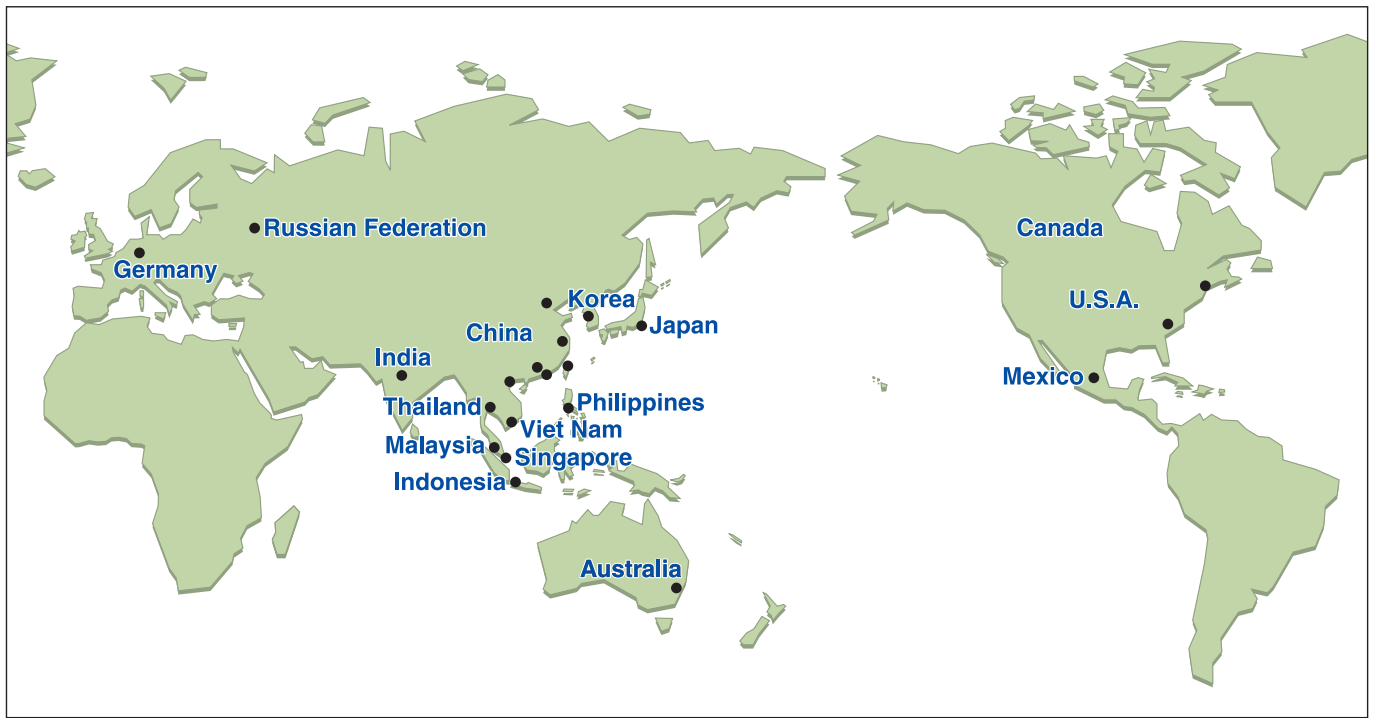 Canada
Russian Federation
Germany
Korea
U.S.A.
Japan
China
India
Mexico
Philippines
Thailand
Viet Nam
Malaysia
Singapore
Indonesia
Australia